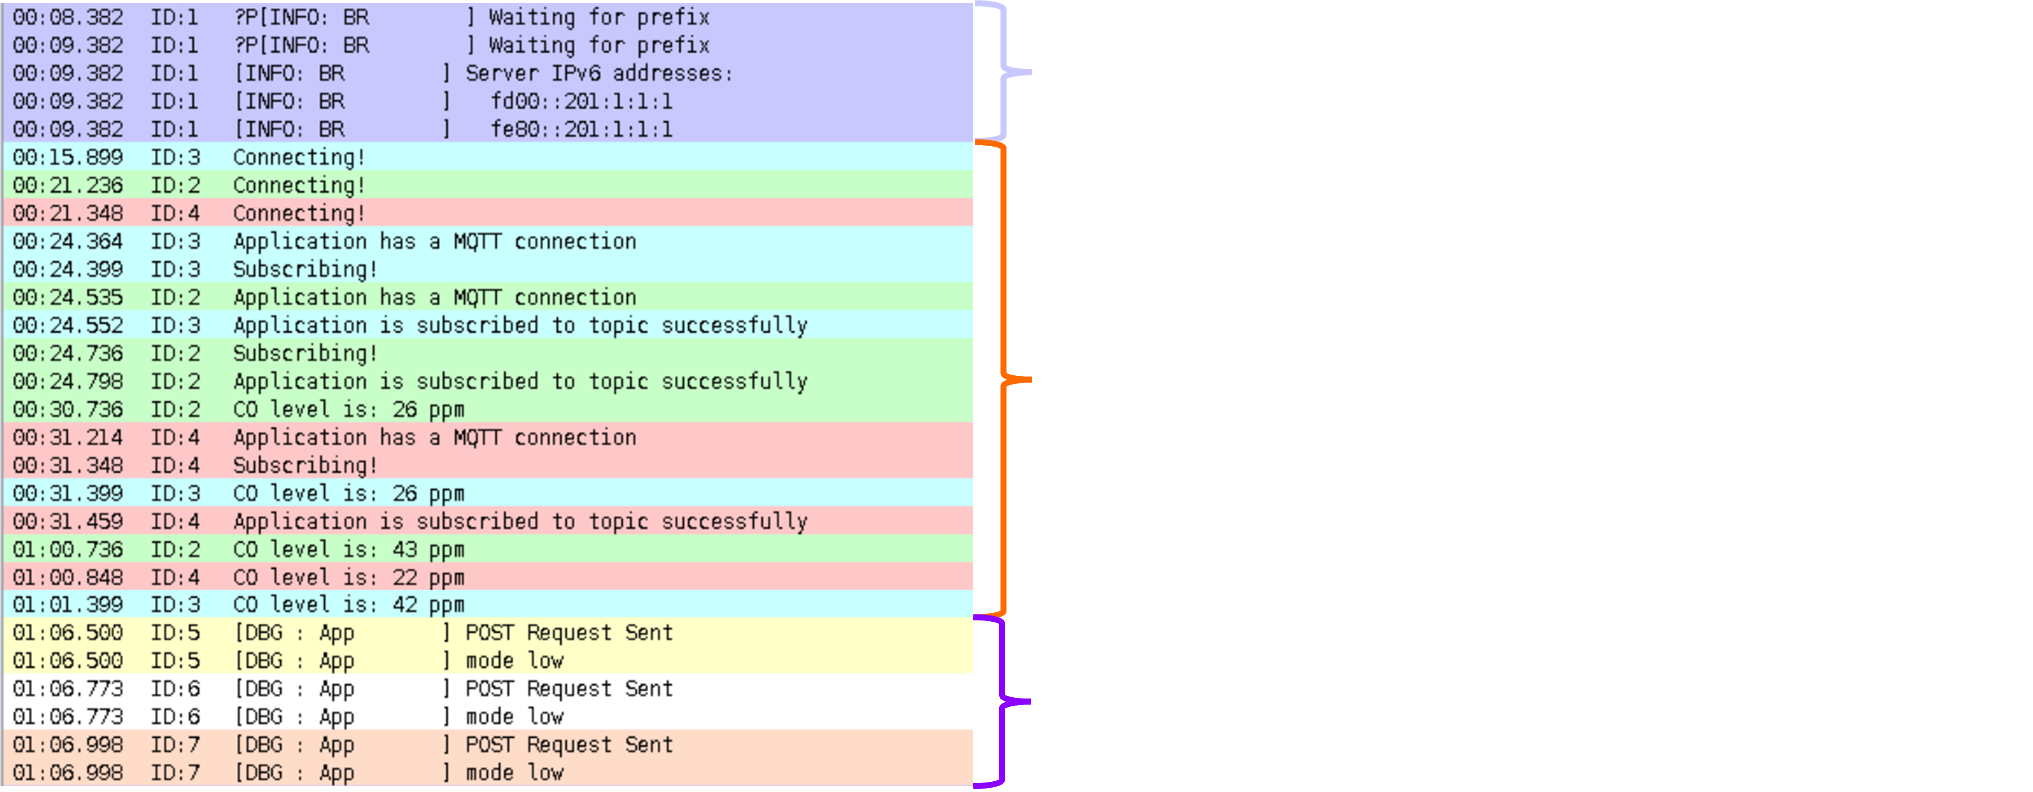 00:08.382 ID:1 ?P[INFO: BR ] Waiting for prefix
00:09.382 ID:1 ?P[INFO: BR ] Waiting for prefix
00:09.382 ID:1 [INFO: BR ] Server IPv6 addresses:
00:09.382 ID:1 [INFO: BR ] fd00::201:1:1:1
00:09.382 ID:1 [INFO: BR ] fe80::201:1:1:1
00:15.899 ID:3 Connecting!
00:21.236 ID:2 Connecting!
00:21.348 ID:4 Connecting!
00:24.364 ID:3 Application has a MQTT connection
00:24.399 ID:3 Subscribing!
00:24.535 ID:2 Application has a MQTT connection
00:24.552 ID:3 Application is subscribed to topic successfully
00:24.736 ID:2 Subscribing!
00:24.798 ID:2 Application is subscribed to topic successfully
00:30.736 ID:2 CO level is: 26 ppm
00:31.214 ID:4 Application has a MQTT connection
00:31.348 ID:4 Subscribing!
00:31.399 ID:3 CO level is: 26 ppm
00:31.459 ID:4 Application is subscribed to topic successfully
01:00.736 ID:2 CO level is: 43 ppm
01:00.848 ID:4 CO level is: 22 ppm
01:01.399 ID:3 CO level is: 42 ppm
01:06.500 ID:5 [DBG : App ] POST Request Sent
01:06.500 ID:5 [DBG : App ] mode low
01:06.773 ID:6 [DBG : App ] POST Request Sent
01:06.773 ID:6 [DBG : App ] mode low
01:06.998 ID:7 [DBG : App ] POST Request Sent
01:06.998 ID:7 [DBG : App ] mode low